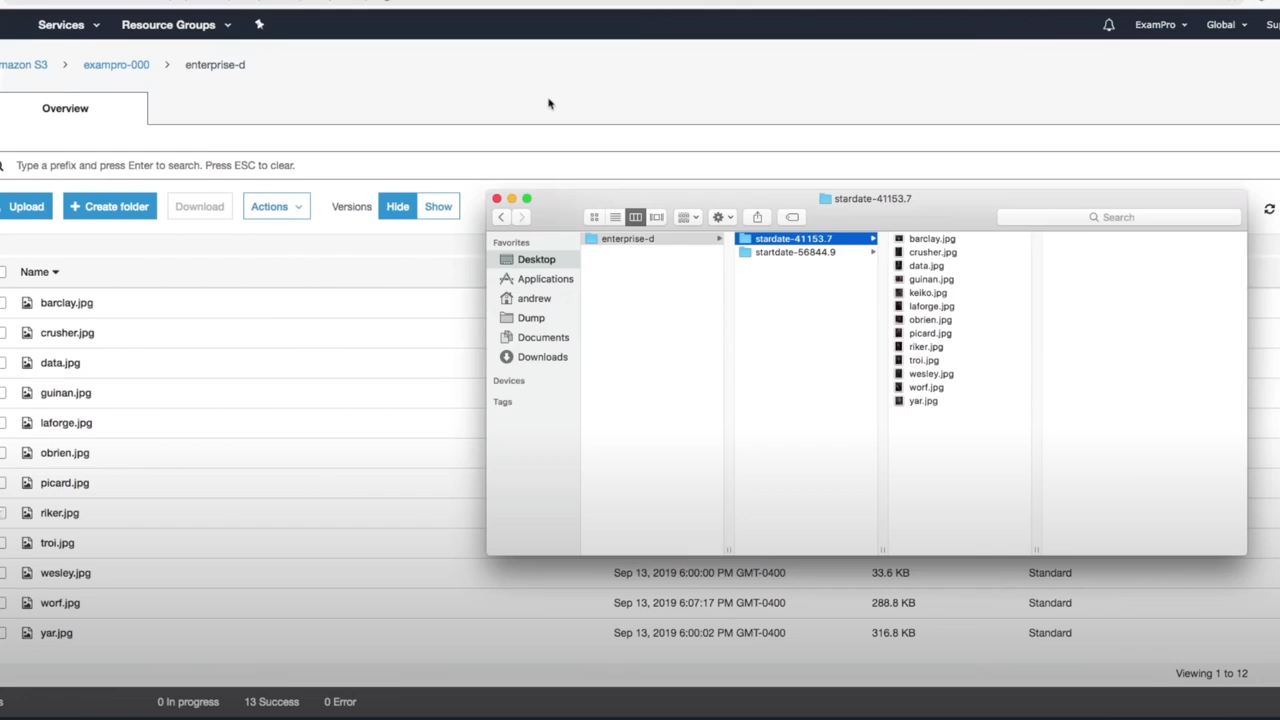 Services Resource Groups ExamPro Global Su
mazon S3 > exampro-000 > enterprise-d
Overview
Type a prefix and press Enter to search. Press ESC to clear.
Upload + Create folder Download Actions Versions Hide Show
Name
barclay.jpg
crusher.jpg
data.jpg
guinan.jpg
laforge.jpg
obrien.jpg
picard.jpg
riker.jpg
troi.jpg
wesley.jpg Sep 13, 2019 6:00:00 PM GMT-0400 33.6 KB Standard
worf.jpg Sep 13, 2019 6:07:17 PM GMT-0400 288.8 KB Standard
yar.jpg Sep 13, 2019 6:00:02 PM GMT-0400 316.8 KB Standard
Viewing 1 to 12
s 0 In progress 13 Success 0 Error
stardate-41153.7
Search
Favorites
Desktop
Applications
andrew
Dump
Documents
Downloads
Devices
Tags
enterprise-d
stardate-41153.7
startdate-56844.9
barclay.jpg
crusher.jpg
data.jpg
guinan.jpg
keiko.jpg
laforge.jpg
obrien.jpg
picard.jpg
riker.jpg
troi.jpg
wesley.jpg
worf.jpg
yar.jpg